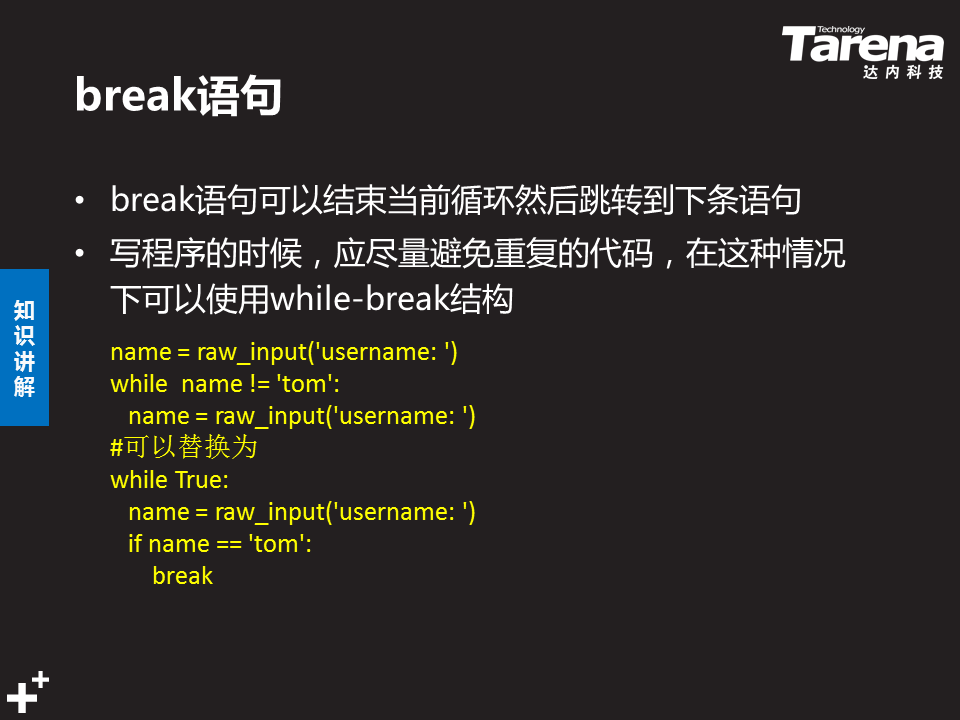 Technology
Tarena
达内科技
break语句
• break语句可以结束当前循环然后跳转到下条语句
• 写程序的时候，应尽量避免重复的代码，在这种情况
下可以使用while-break结构
知
识
讲
解
name = raw_input('username: ')
while  name != 'tom':
   name = raw_input('username: ')
#可以替换为
while True:
   name = raw_input('username: ')
   if name == 'tom':
      break